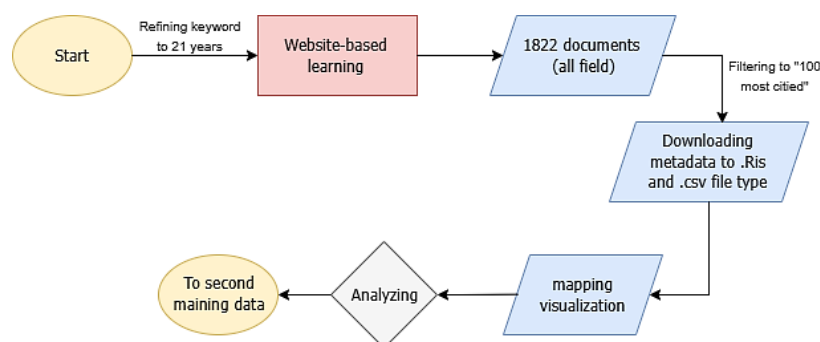 Start
Refining keyword
to 21 years
Website-based
learning
1822 documents
(all field)
Filtering to "100
most citied"
Downloading
metadata to .Ris
and .csv file type
mapping
visualization
Analyzing
To second
maining data